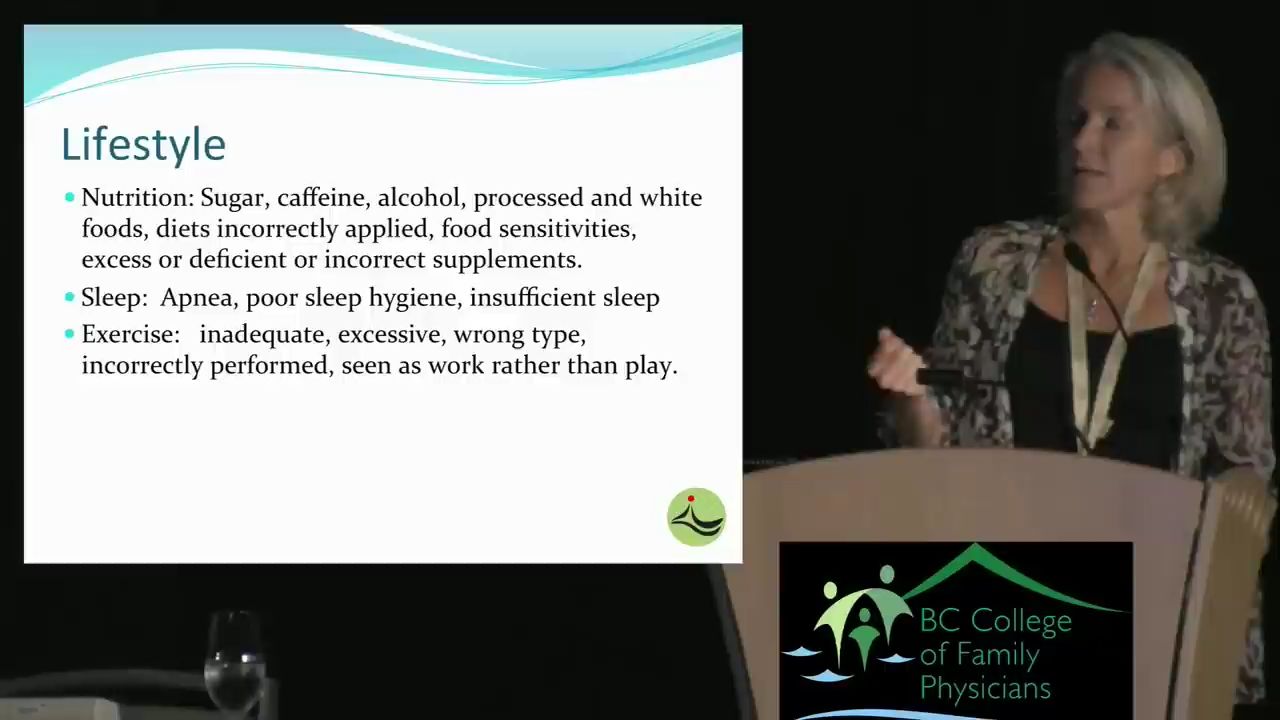 Lifestyle
• Nutrition: Sugar, caffeine, alcohol, processed and white
foods, diets incorrectly applied, food sensitivities,
excess or deficient or incorrect supplements.
• Sleep: Apnea, poor sleep hygiene, insufficient sleep
• Exercise: inadequate, excessive, wrong type,
incorrectly performed, seen as work rather than play.
BC College
of Family
Physicians